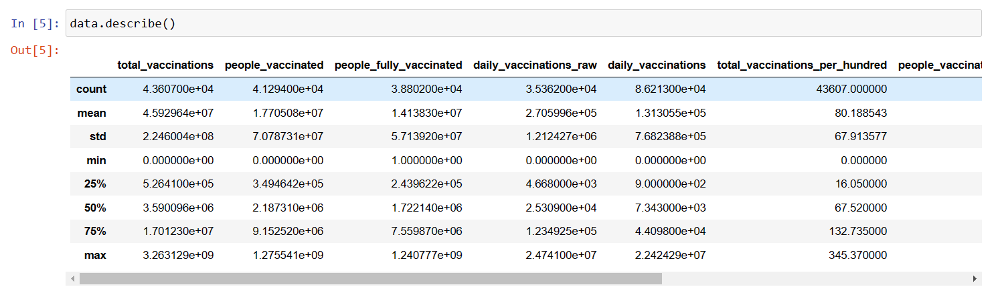 In [5]: data.describe()
Out[5]:
total_vaccinations people_vaccinated people_fully_vaccinated daily_vaccinations_raw daily_vaccinations total_vaccinations_per_hundred people_vaccinat
count 4.360700e+04 4.129400e+04 3.880200e+04 3.536200e+04 8.621300e+04 43607.000000
mean 4.592964e+07 1.770508e+07 1.413830e+07 2.705996e+05 1.313055e+05 80.188543
std 2.246004e+08 7.078731e+07 5.713920e+07 1.212427e+06 7.682388e+05 67.913577
min 0.000000e+00 0.000000e+00 1.000000e+00 0.000000e+00 0.000000e+00 0.000000
25% 5.264100e+05 3.494642e+05 2.439622e+05 4.668000e+03 9.000000e+02 16.050000
50% 3.590096e+06 2.187310e+06 1.722140e+06 2.530900e+04 7.343000e+03 67.520000
75% 1.701230e+07 9.152520e+06 7.559870e+06 1.234925e+05 4.409800e+04 132.735000
max 3.263129e+09 1.275541e+09 1.240777e+09 2.474100e+07 2.242429e+07 345.370000